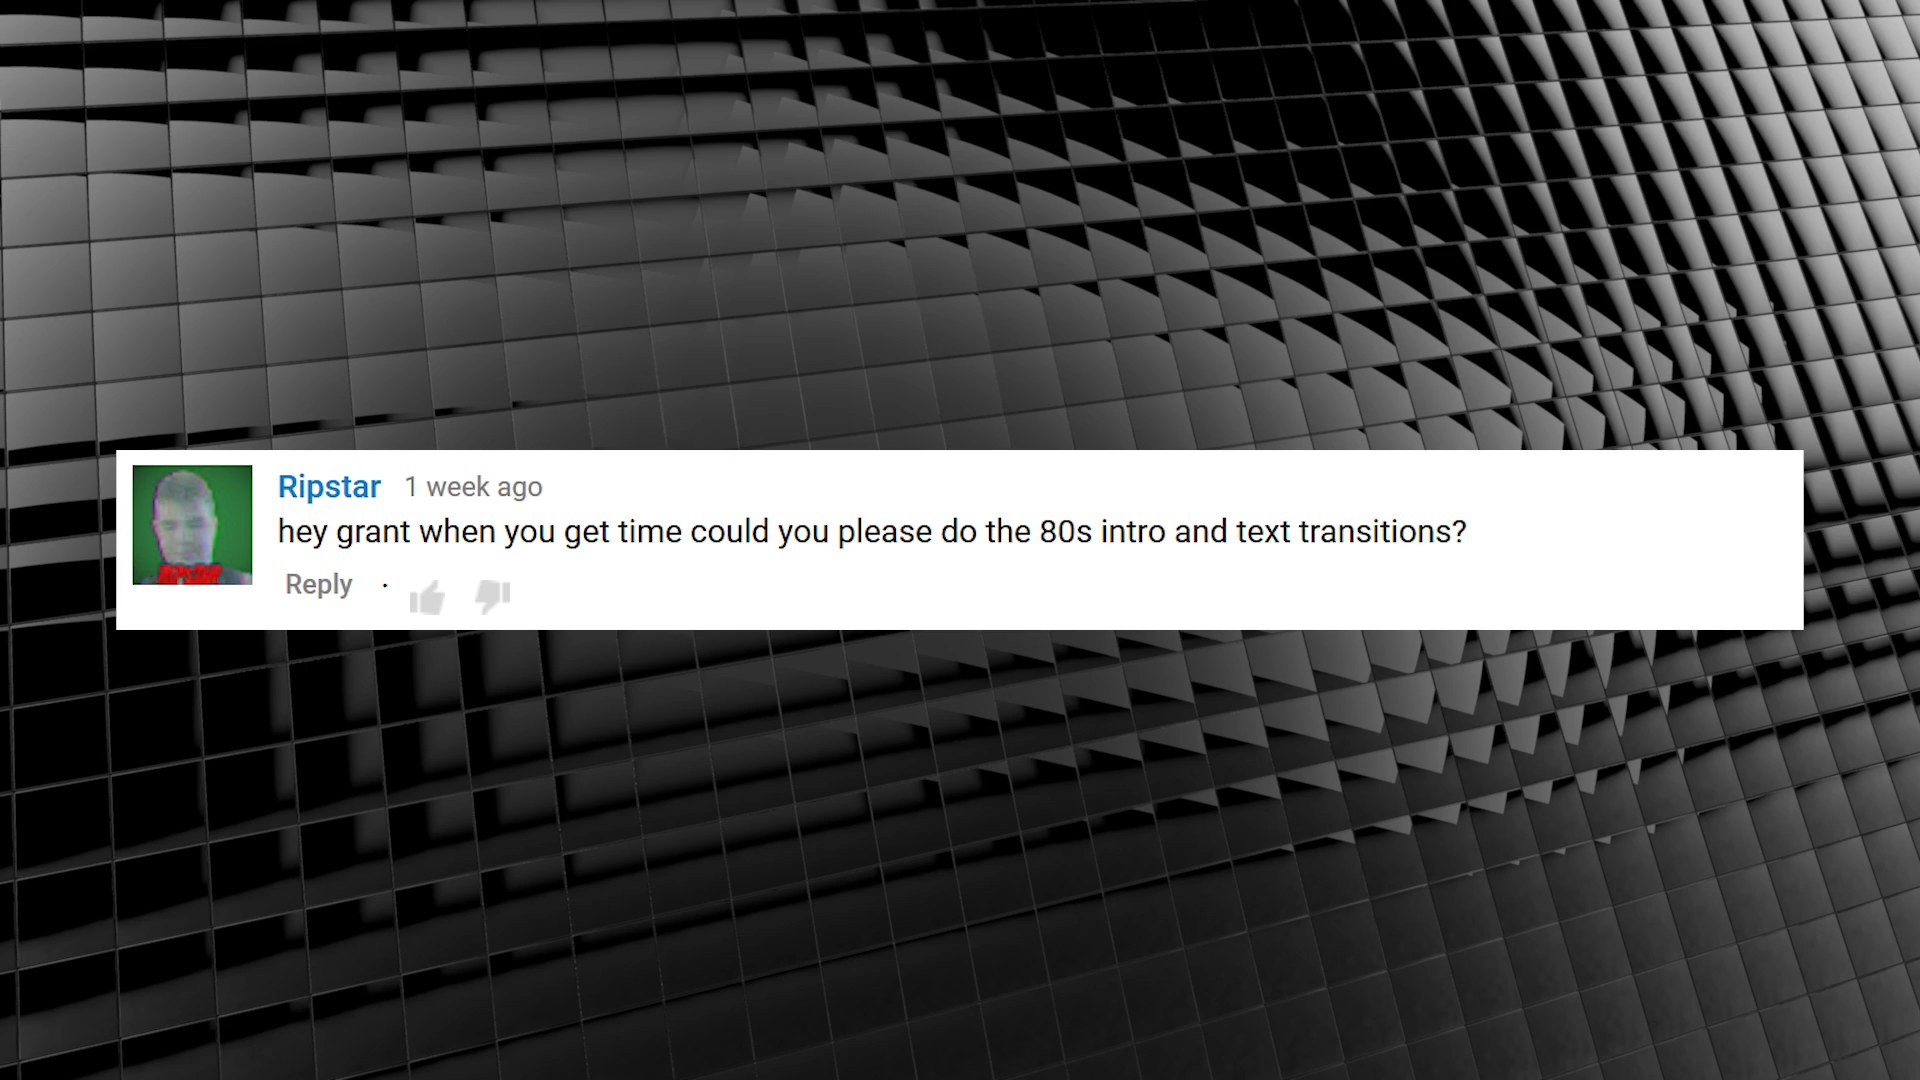 Ripstar 1 week ago
hey grant when you get time could you please do the 80s intro and text transitions?
Reply ·
RIPSTAR